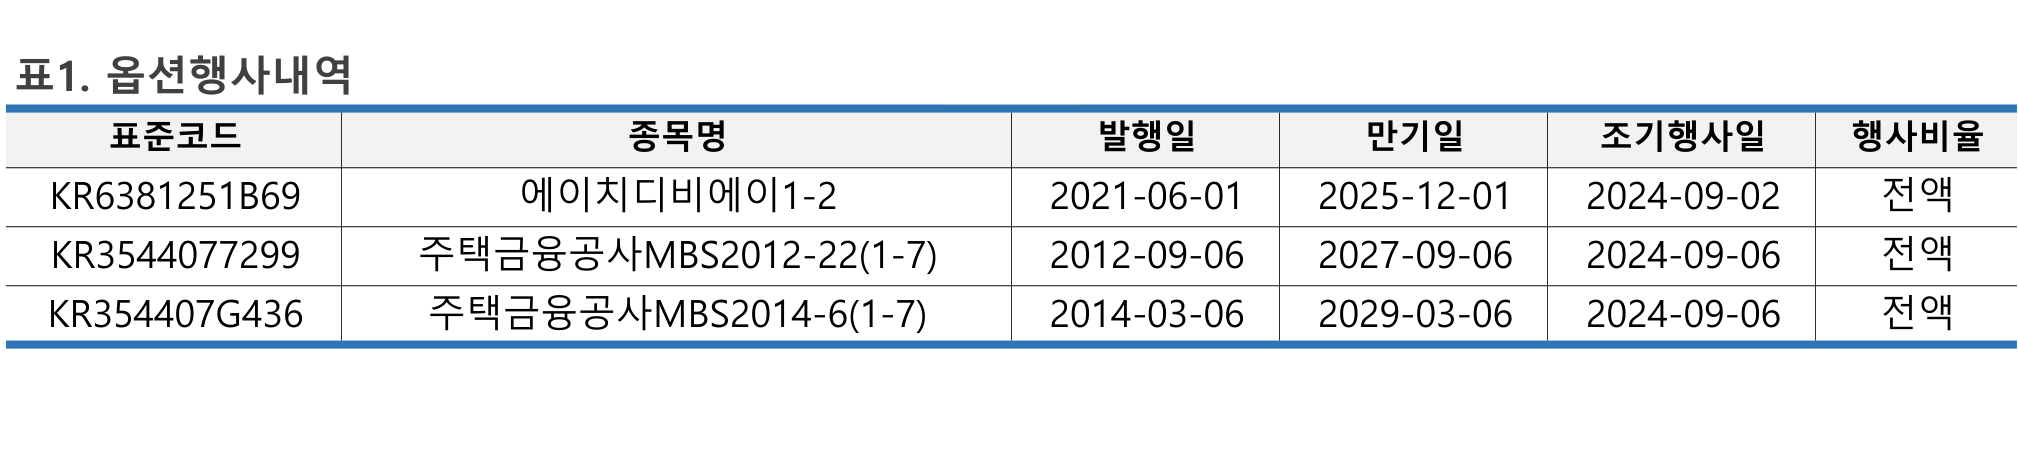 표1. 옵션행사내역
표준코드 종목명 발행일 만기일 조기행사일 행사비율
KR6381251B69 에이치디비에이1-2 2021-06-01 2025-12-01 2024-09-02 전액
KR3544077299 주택금융공사MBS2012-22(1-7) 2012-09-06 2027-09-06 2024-09-06 전액
KR354407G436 주택금융공사MBS2014-6(1-7) 2014-03-06 2029-03-06 2024-09-06 전액